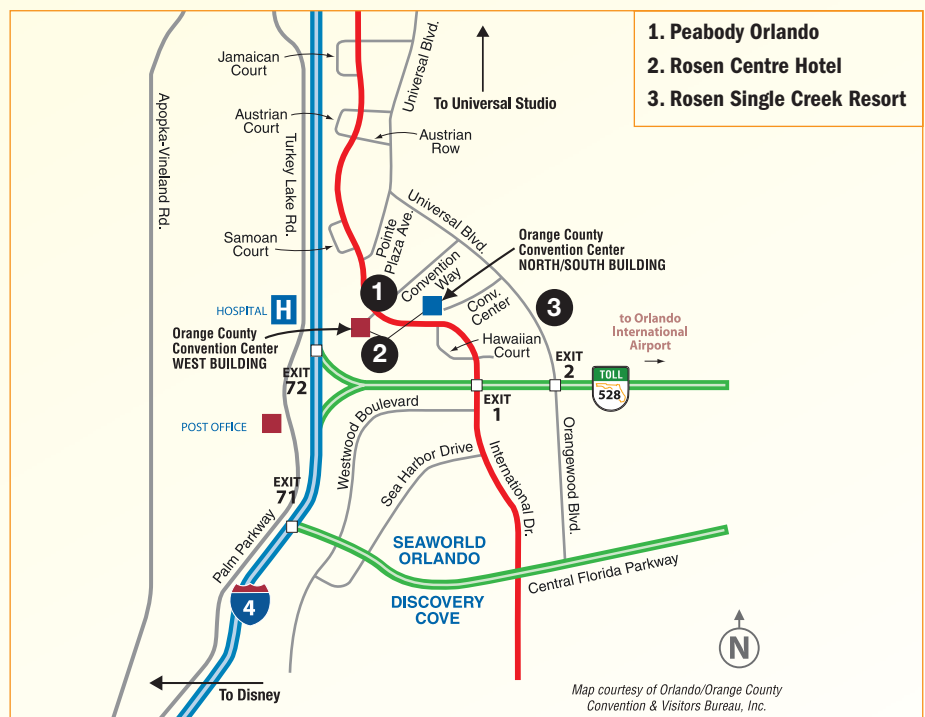 1. Peabody Orlando
2. Rosen Centre Hotel
3. Rosen Single Creek Resort
Jamaican
Court
Universal Blvd.
To Universal Studio
Apopka-Vineland Rd.
Austrian
Court
Turkey Lake Rd.
Austrian
Row
Universal Blvd.
Samoan
Court
Pointe
Plaza Ave.
Orange County
Convention Center
NORTH/SOUTH BUILDING
Convention
Way
1
Conv.
Center
3
HOSPITAL H
Orange County
Convention Center
WEST BUILDING
2
Hawaiian
Court
to Orlando
International
Airport
EXIT
72
EXIT
2
TOLL
528
EXIT
1
Westwood Boulevard
POST OFFICE
Sea Harbor Drive
International Dr.
Orangewood Blvd.
EXIT
71
Palm Parkway
SEAWORLD
ORLANDO
Central Florida Parkway
DISCOVERY
COVE
4
N
To Disney
Map courtesy of Orlando/Orange County
Convention & Visitors Bureau, Inc.